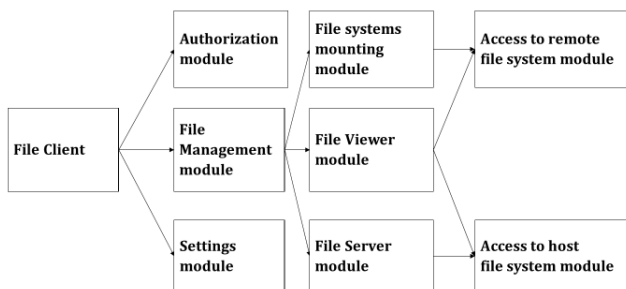 Authorization
module
File systems
mounting
module
Access to remote
file system module
File Client
File
Management
module
File Viewer
module
Settings
module
File Server
module
Access to host
file system module